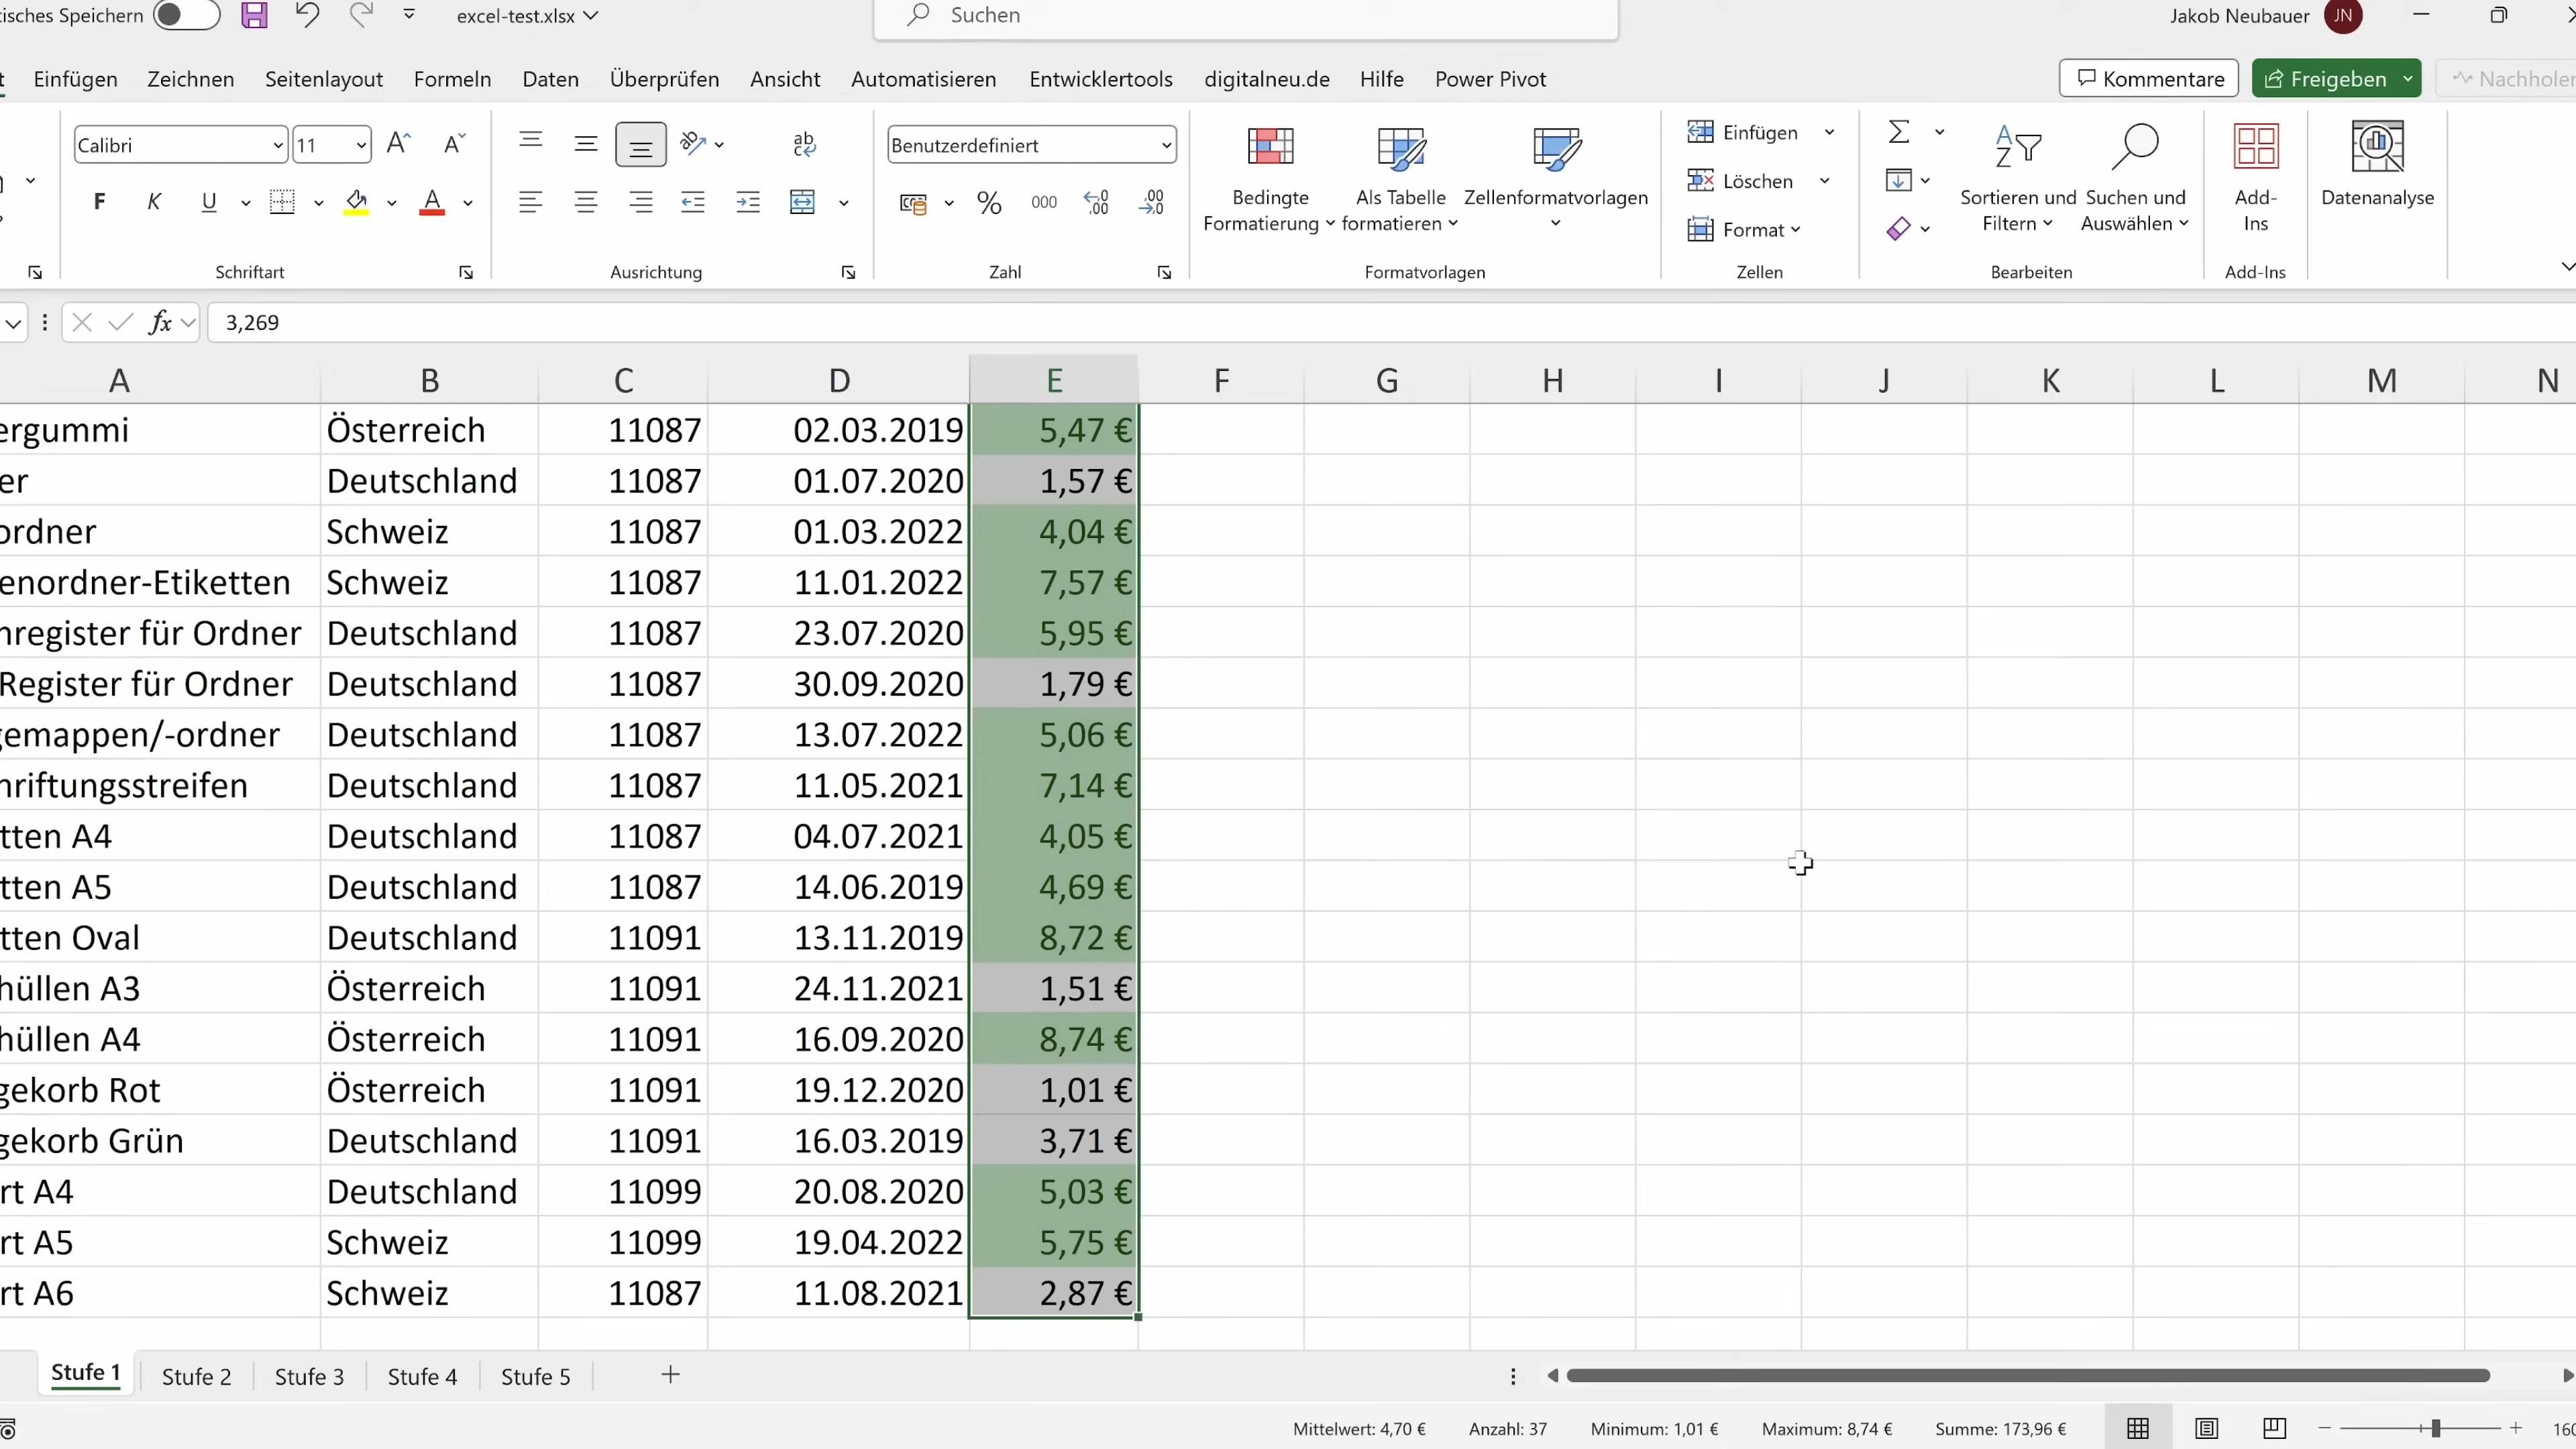 tisches Speichern excel-test.xlsx Suchen Jakob Neubauer JN
t Einfügen Zeichnen Seitenlayout Formeln Daten Überprüfen Ansicht Automatisieren Entwicklertools digitalneu.de Hilfe Power Pivot Kommentare Freigeben Nachholen
Calibri 11 Benutzerdefiniert
Einfügen
Löschen
Format
F K U A % 000
Bedingte Formatierung
Als Tabelle formatieren
Zellenformatvorlagen
Sortieren und Filtern
Suchen und Auswählen
Add-Ins
Datenanalyse
Schriftart Ausrichtung Zahl Formatvorlagen Zellen Bearbeiten Add-Ins
fx 3,269
A B C D E F G H I J K L M N
ergummi Österreich 11087 02.03.2019 5,47 €
er Deutschland 11087 01.07.2020 1,57 €
ordner Schweiz 11087 01.03.2022 4,04 €
enordner-Etiketten Schweiz 11087 11.01.2022 7,57 €
nregister für Ordner Deutschland 11087 23.07.2020 5,95 €
Register für Ordner Deutschland 11087 30.09.2020 1,79 €
gemappen/-ordner Deutschland 11087 13.07.2022 5,06 €
hriftungsstreifen Deutschland 11087 11.05.2021 7,14 €
tten A4 Deutschland 11087 04.07.2021 4,05 €
tten A5 Deutschland 11087 14.06.2019 4,69 €
tten Oval Deutschland 11091 13.11.2019 8,72 €
hüllen A3 Österreich 11091 24.11.2021 1,51 €
hüllen A4 Österreich 11091 16.09.2020 8,74 €
gekorb Rot Österreich 11091 19.12.2020 1,01 €
gekorb Grün Deutschland 11091 16.03.2019 3,71 €
rt A4 Deutschland 11099 20.08.2020 5,03 €
rt A5 Schweiz 11099 19.04.2022 5,75 €
rt A6 Schweiz 11087 11.08.2021 2,87 €
Stufe 1 Stufe 2 Stufe 3 Stufe 4 Stufe 5
Mittelwert: 4,70 € Anzahl: 37 Minimum: 1,01 € Maximum: 8,74 € Summe: 173,96 €